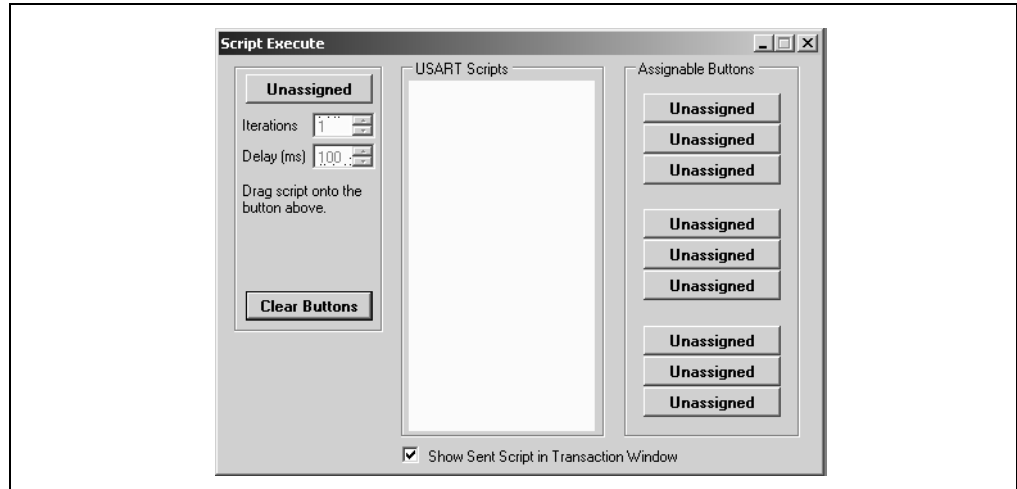 Script Execute
Unassigned
Iterations 1
Delay (ms) 100
Drag script onto the
button above.
Clear Buttons
USART Scripts
Assignable Buttons
Unassigned
Unassigned
Unassigned
Unassigned
Unassigned
Unassigned
Unassigned
Unassigned
Unassigned
Show Sent Script in Transaction Window